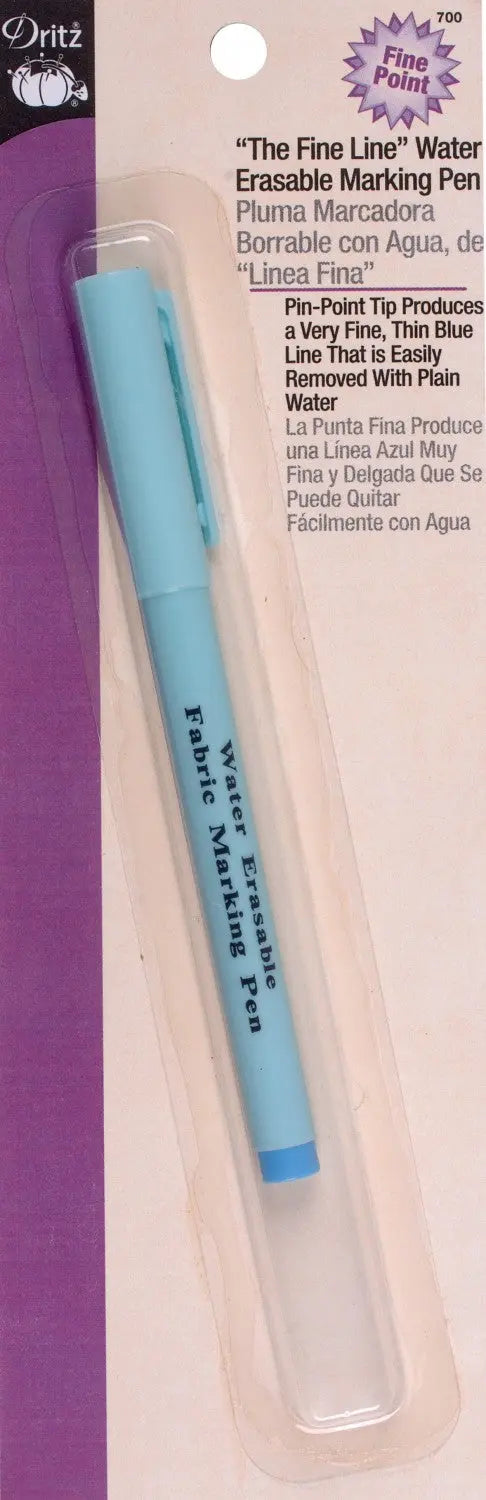 Dritz®
®
700
Fine
Point
“The Fine Line” Water
Erasable Marking Pen
Pluma Marcadora
Borrable con Agua, de
“Linea Fina”
Pin-Point Tip Produces
a Very Fine, Thin Blue
Line That is Easily
Removed With Plain
Water
La Punta Fina Produce
una Línea Azul Muy
Fina y Delgada Que Se
Puede Quitar
Fácilmente con Agua
Water Erasable
Fabric Marking Pen